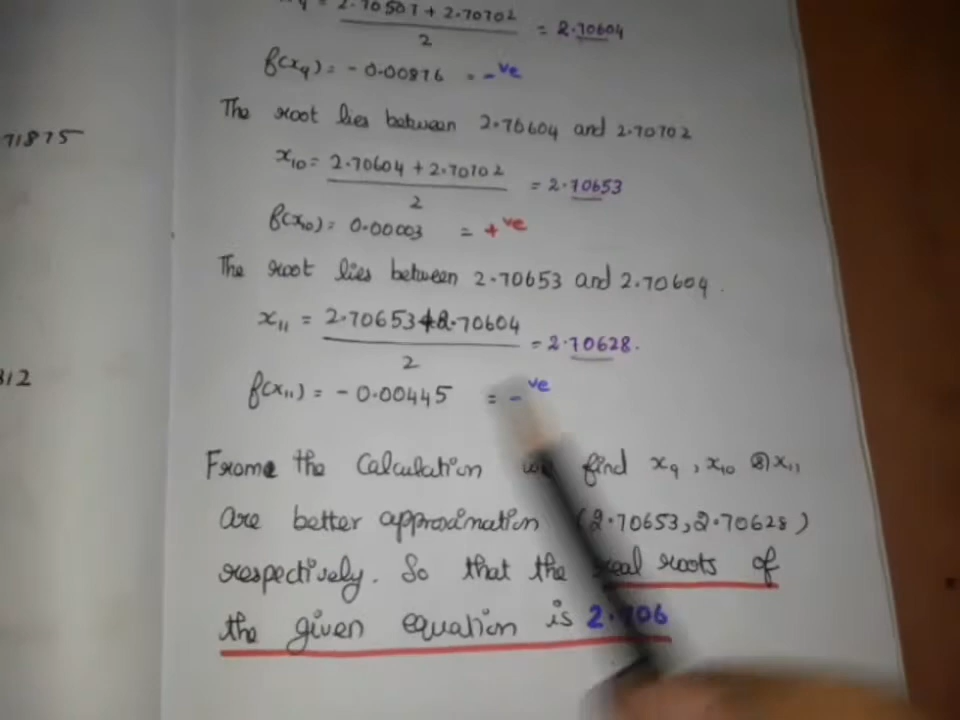 71875
812
2.70507 + 2.70702
2
= 2.70604
f(x₉) = - 0.00876 = -ve
The root lies between 2.70604 and 2.70702
x₁₀ = 2.70604 + 2.70702
2
= 2.70653
f(x₁₀) = 0.00003 = +ve
The root lies between 2.70653 and 2.70604.
x₁₁ = 2.70653 + 2.70604
2
= 2.70628.
f(x₁₁) = - 0.00445 = -ve
Frome the Calculation find x₉, x₁₀ & x₁₁
are better approximation (2.70653, 2.70628)
respectively. So that the real roots of
the given equation is 2.706